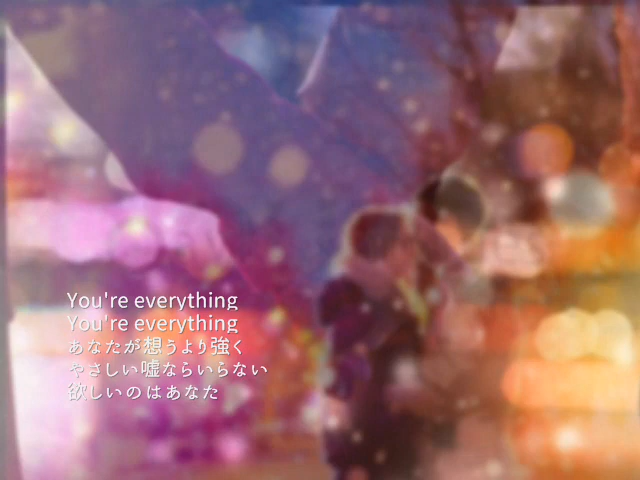 You're everything
You're everything
あなたが想うより強く
やさしい嘘ならいらない
欲しいのはあなた